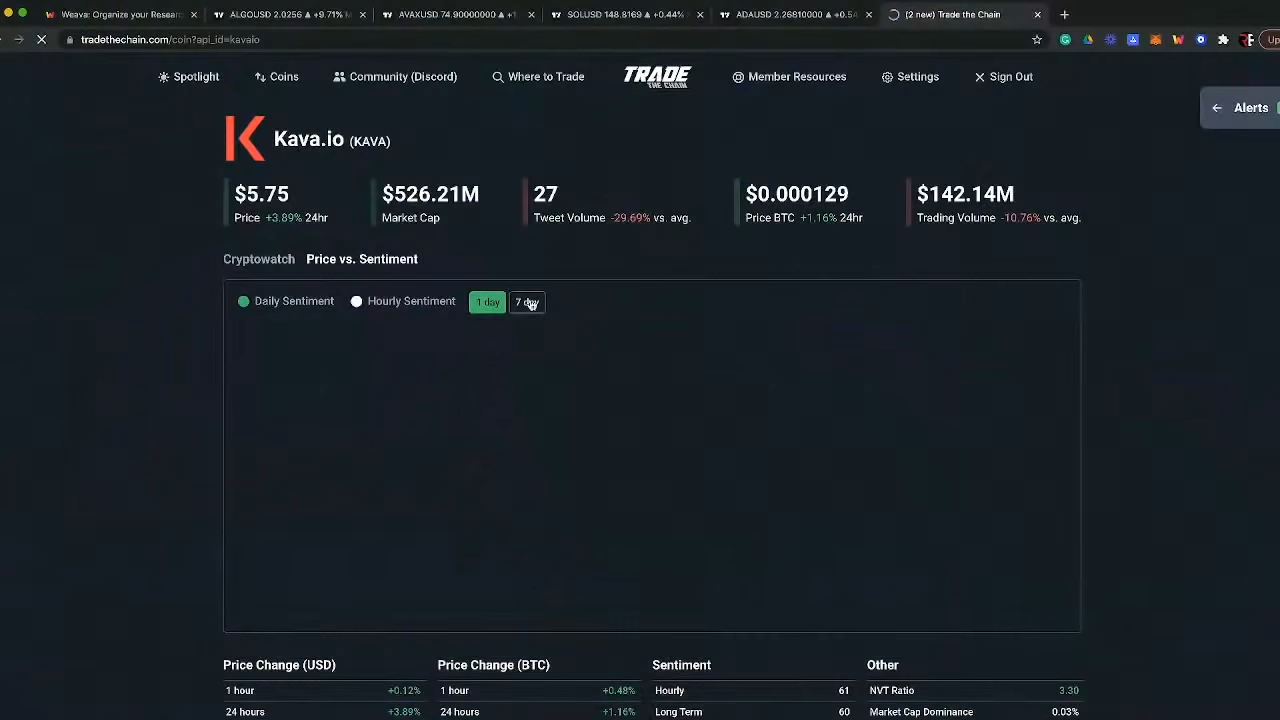 Weava: Organize your Resear
ALGOUSD 2.0256 ▲ +9.71%
AVAXUSD 74.90000000 ▲ +1
SOLUSD 148.8169 ▲ +0.44%
ADAUSD 2.26810000 ▲ +0.54
(2 new) Trade the Chain
tradethechain.com/coin?api_id=kavaio
Spotlight
Coins
Community (Discord)
Where to Trade
TRADE
THE CHAIN
Member Resources
Settings
Sign Out
Alerts
Kava.io (KAVA)
$5.75
$526.21M
27
$0.000129
$142.14M
Price +3.89% 24hr
Market Cap
Tweet Volume -29.69% vs. avg.
Price BTC +1.16% 24hr
Trading Volume -10.76% vs. avg.
Cryptowatch Price vs. Sentiment
Daily Sentiment
Hourly Sentiment
1 day
7 day
Price Change (USD)
1 hour +0.12%
24 hours +3.89%
Price Change (BTC)
1 hour +0.48%
24 hours +1.16%
Sentiment
Hourly 61
Long Term 60
Other
NVT Ratio 3.30
Market Cap Dominance 0.03%